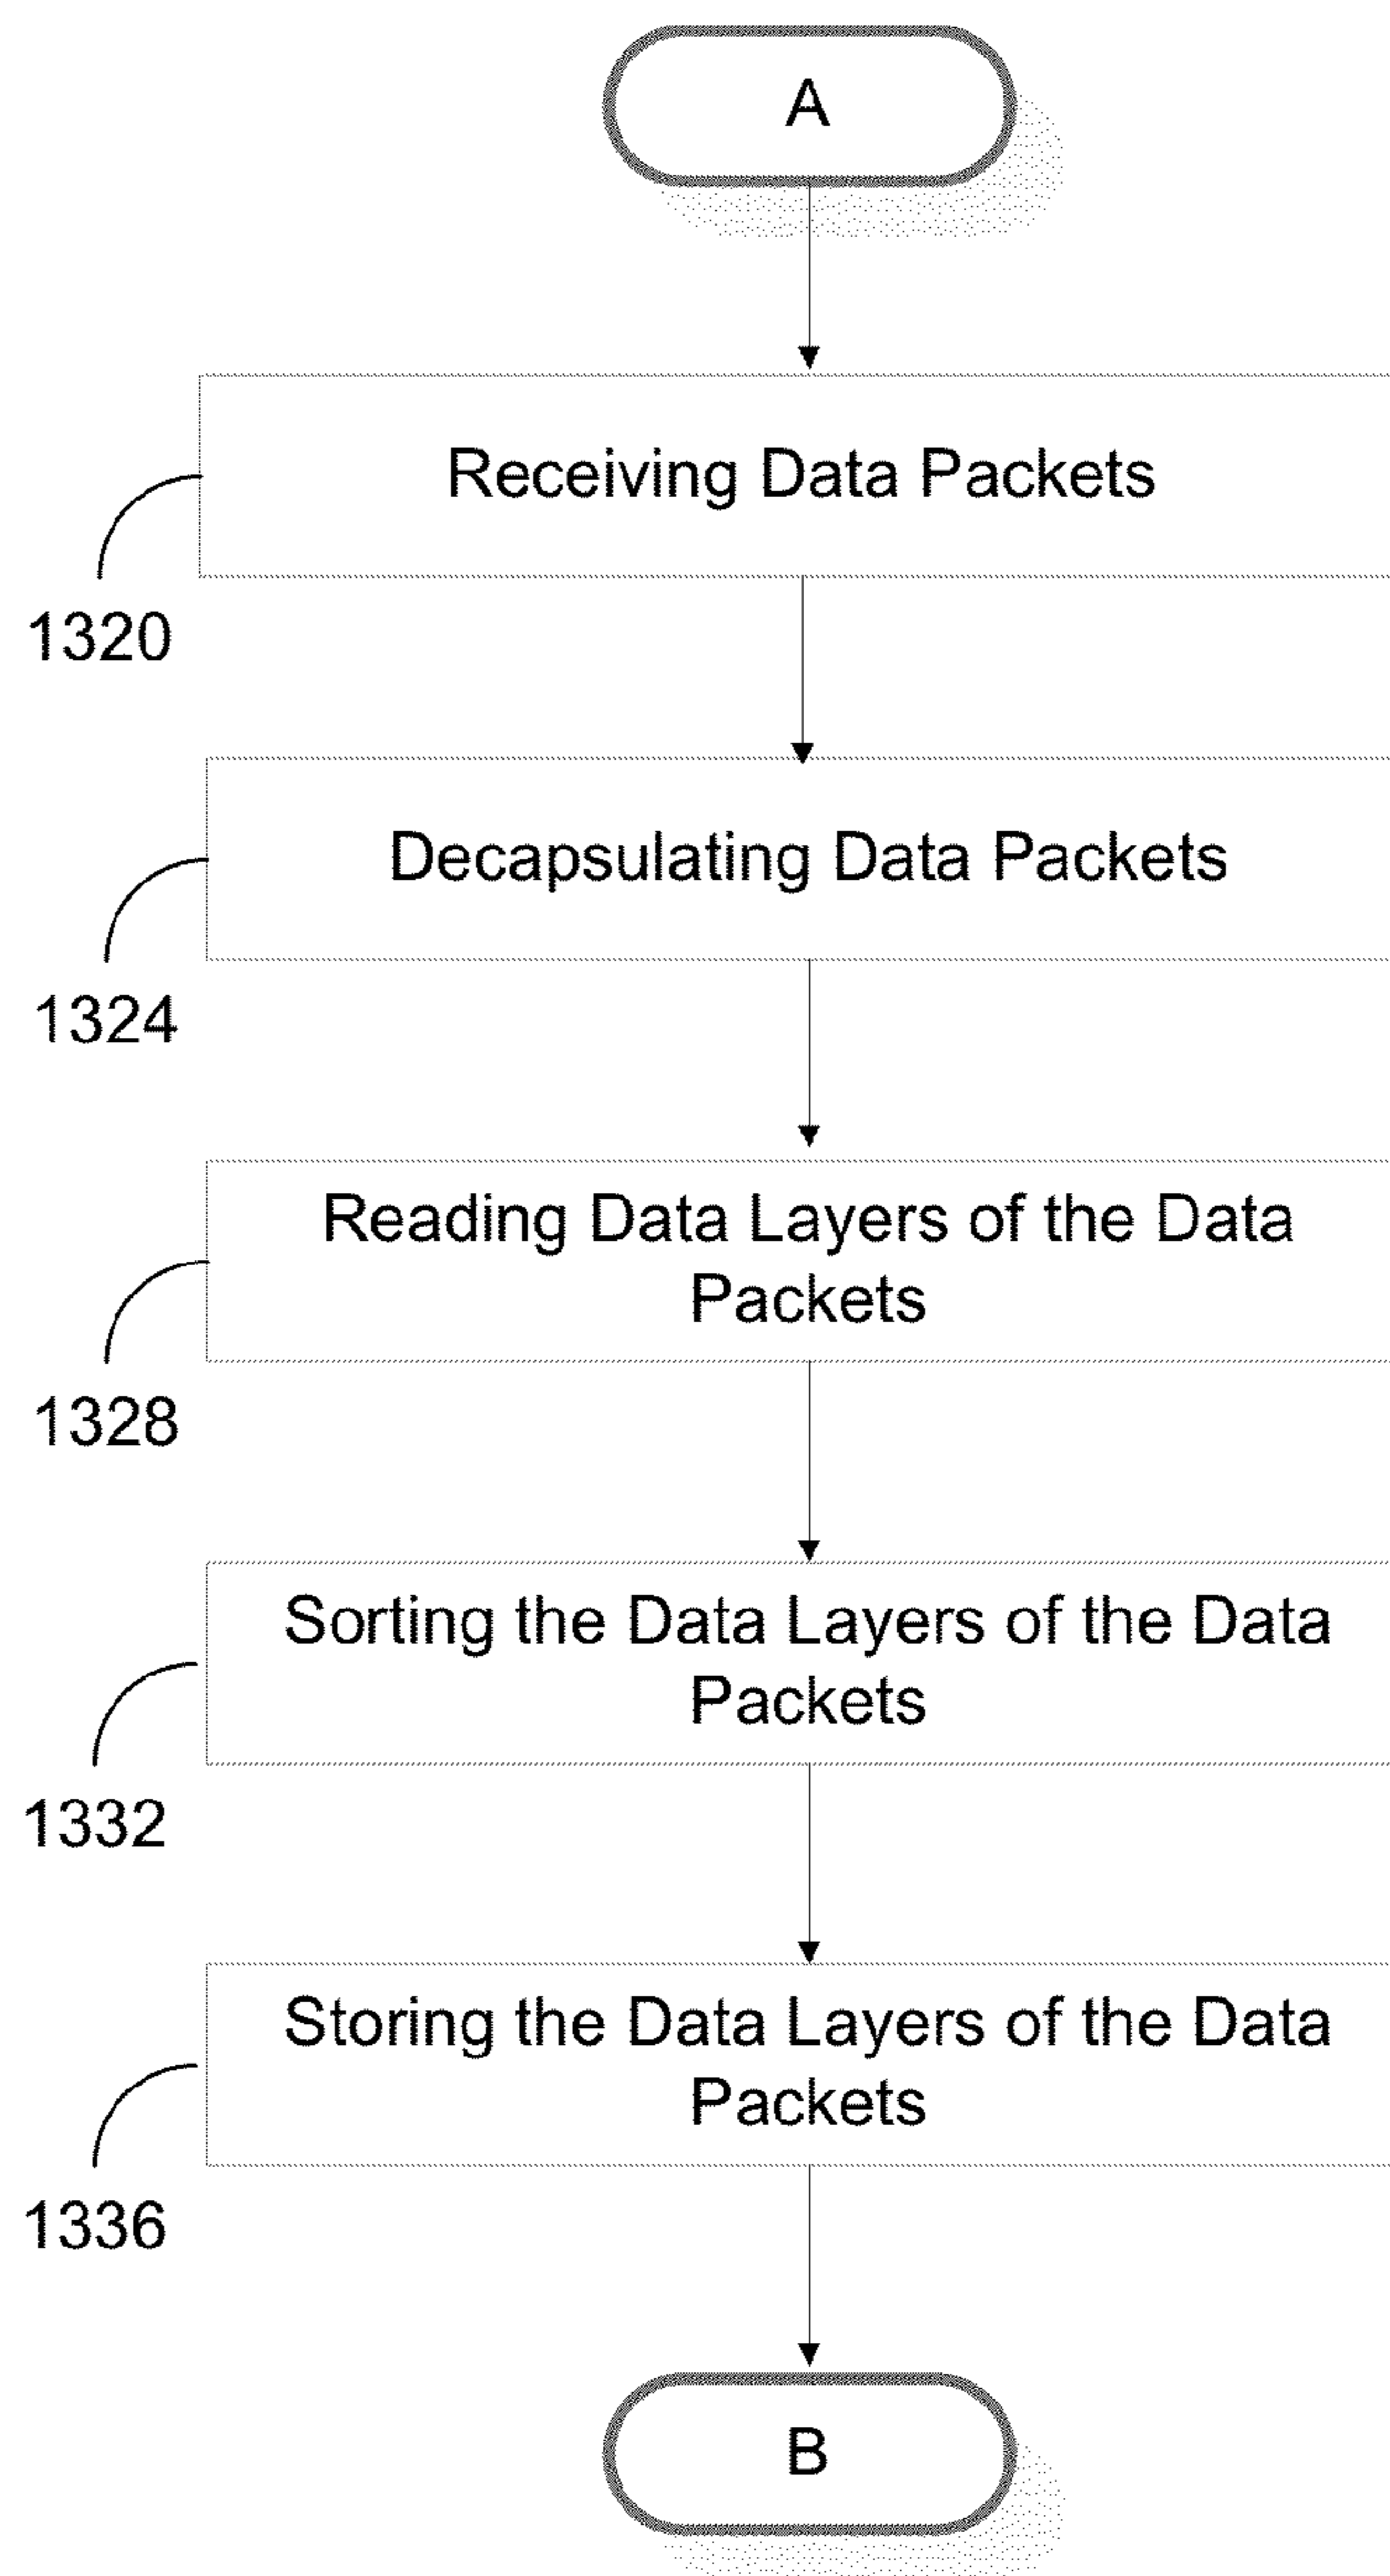 A
Receiving Data Packets
1320
Decapsulating Data Packets
1324
Reading Data Layers of the Data
Packets
1328
Sorting the Data Layers of the Data
Packets
1332
Storing the Data Layers of the Data
Packets
1336
B